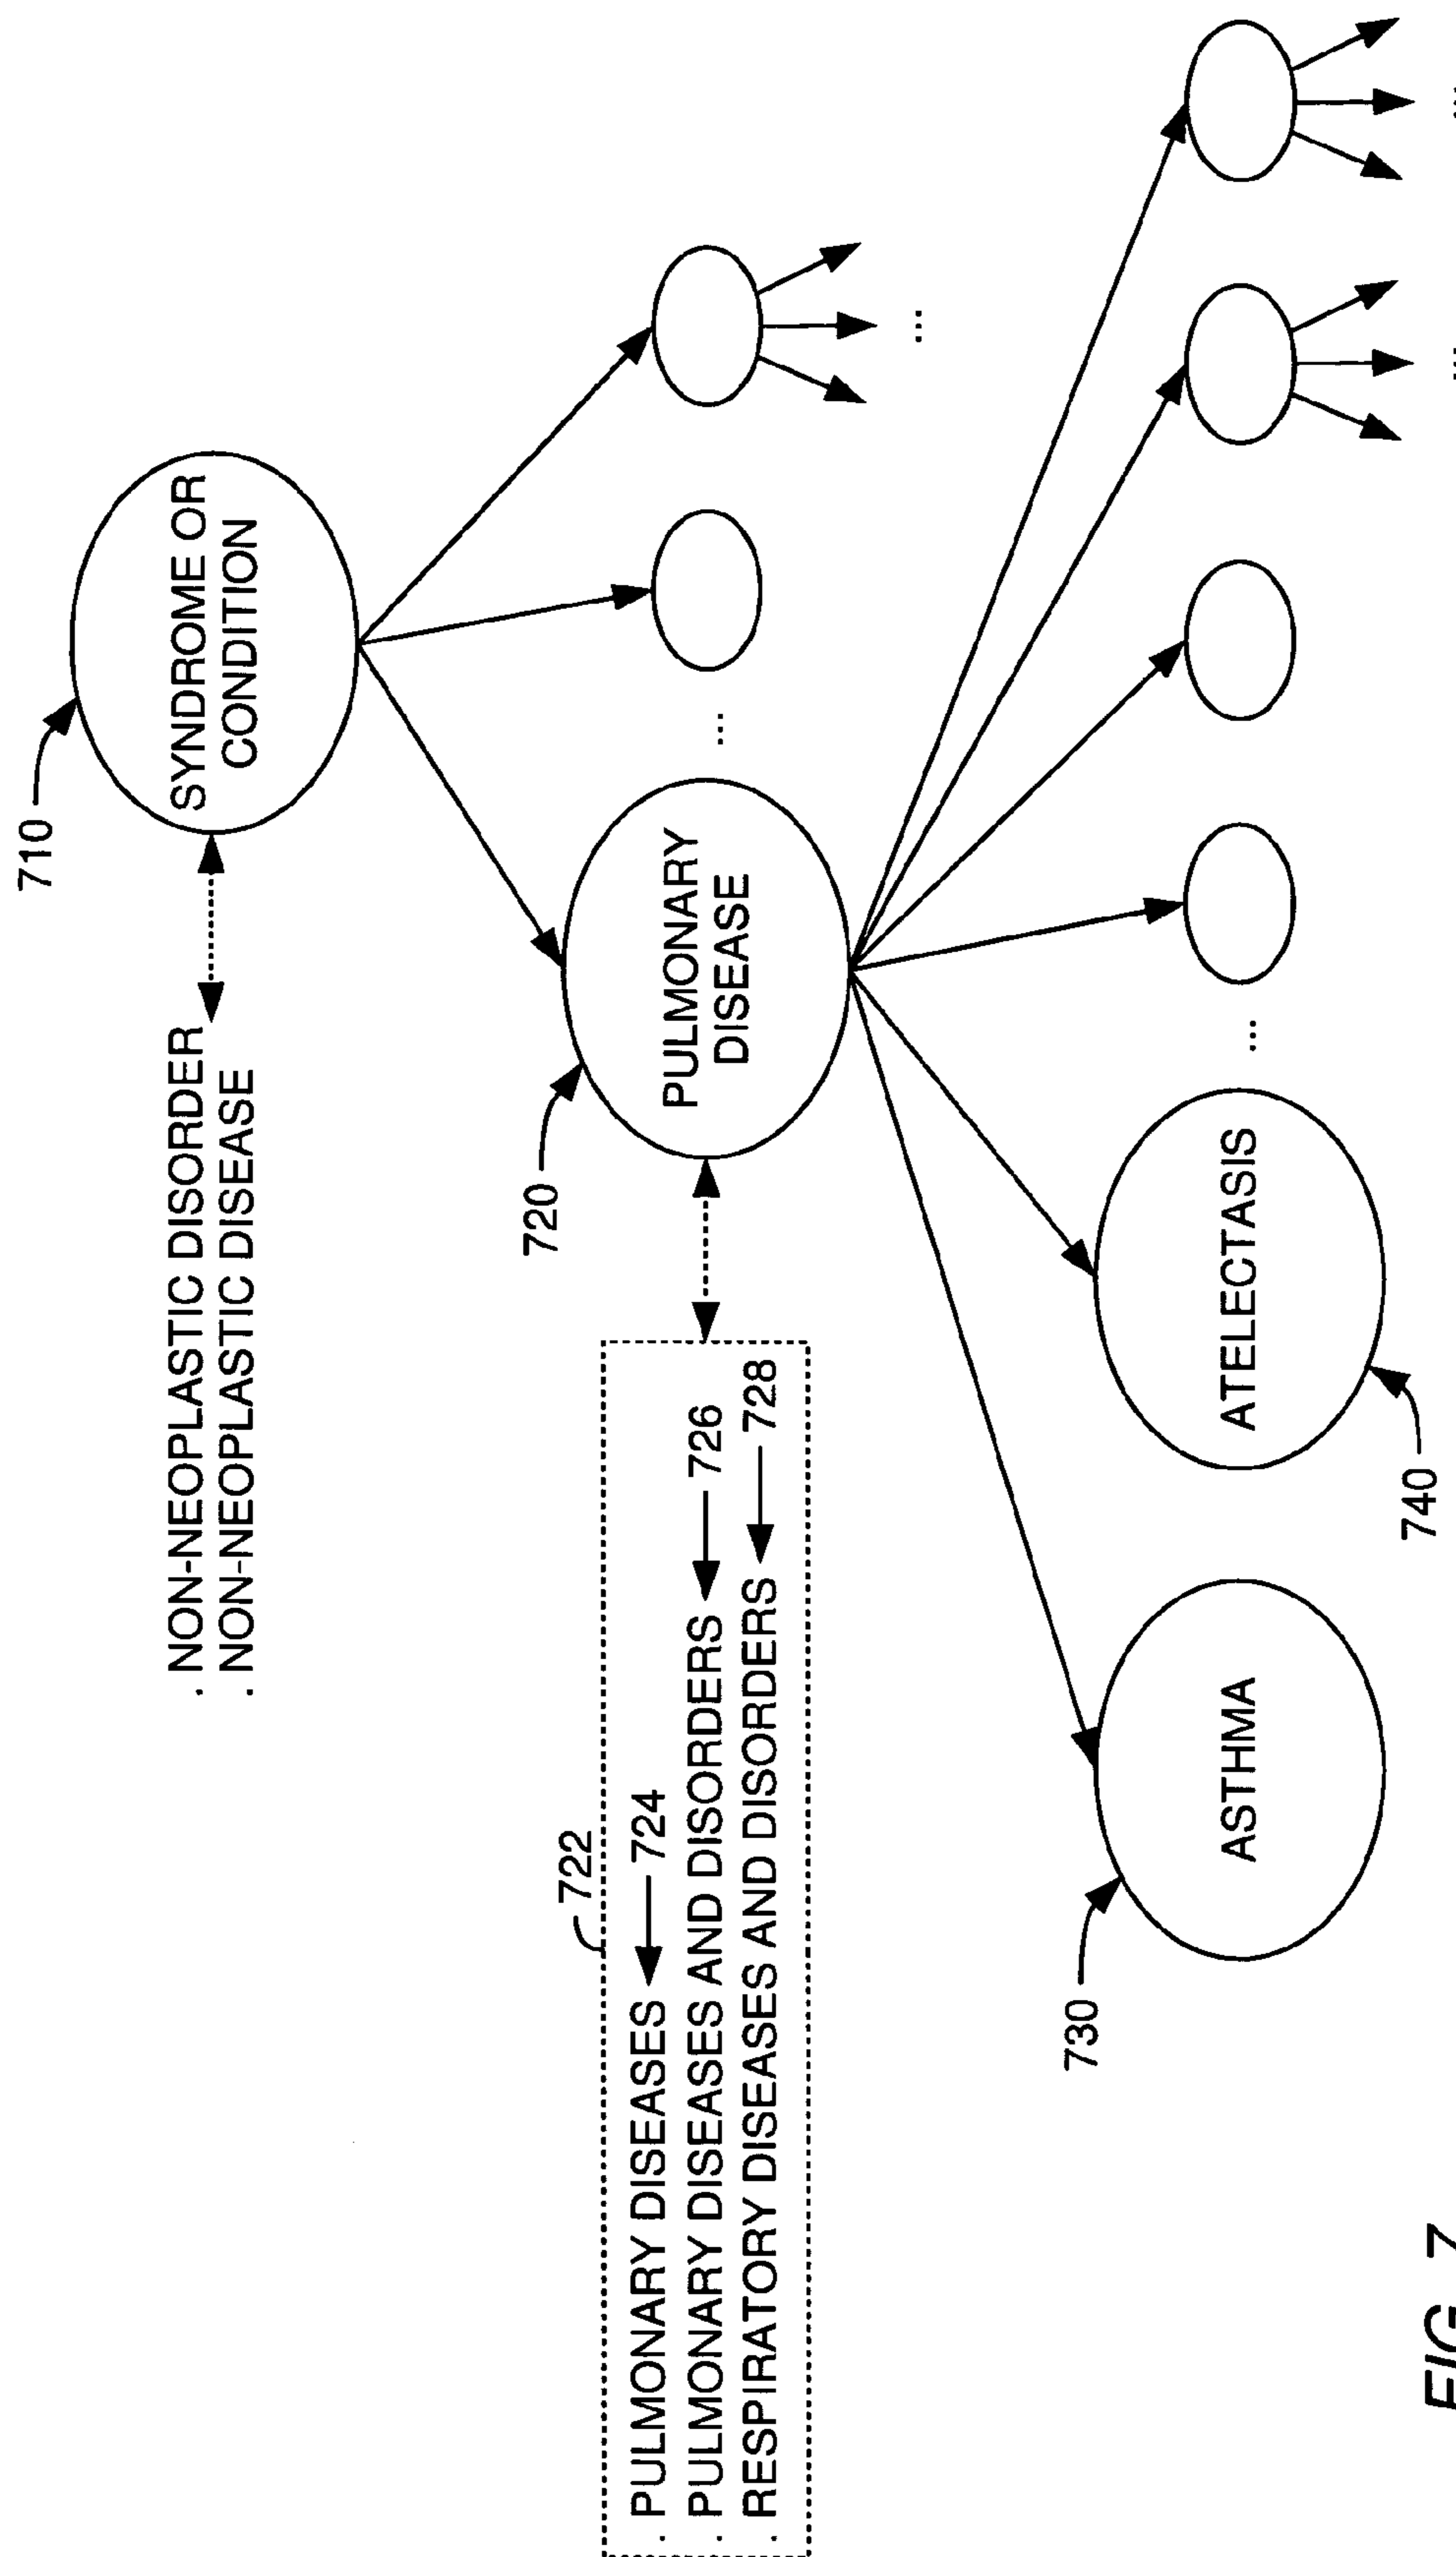 710
SYNDROME OR
CONDITION
. NON-NEOPLASTIC DISORDER
. NON-NEOPLASTIC DISEASE
720
PULMONARY
DISEASE
...
...
722
. PULMONARY DISEASES 724
. PULMONARY DISEASES AND DISORDERS 726
. RESPIRATORY DISEASES AND DISORDERS 728
730
ASTHMA
ATELECTASIS
740
...
...
...
FIG. 7